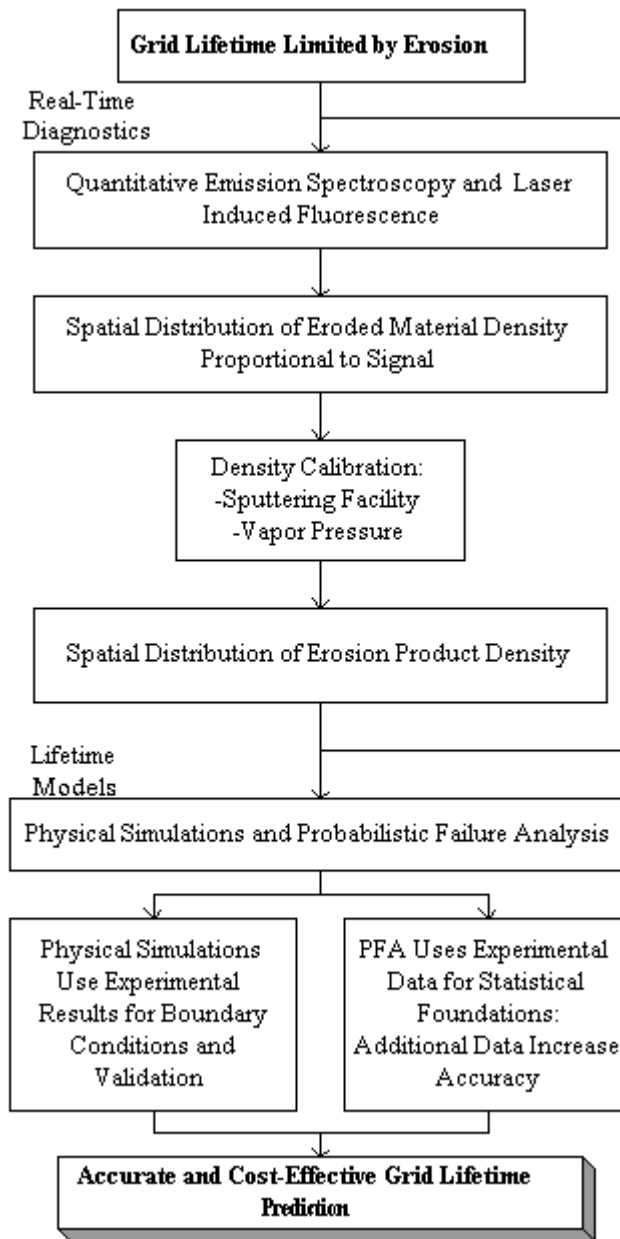 Grid Lifetime Limited by Erosion
Real-Time
Diagnostics
Quantitative Emission Spectroscopy and Laser
Induced Fluorescence
Spatial Distribution of Eroded Material Density
Proportional to Signal
Density Calibration:
-Sputtering Facility
-Vapor Pressure
Spatial Distribution of Erosion Product Density
Lifetime
Models
Physical Simulations and Probabilistic Failure Analysis
Physical Simulations
Use Experimental
Results for Boundary
Conditions and
Validation
PFA Uses Experimental
Data for Statistical
Foundations:
Additional Data Increase
Accuracy
Accurate and Cost-Effective Grid Lifetime
Prediction